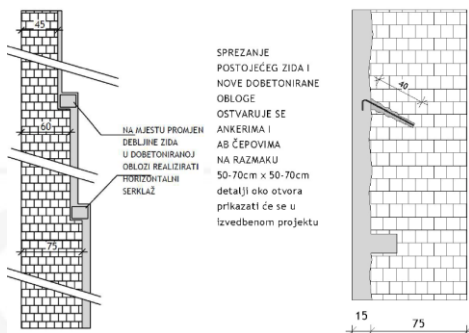 45
60
NA MJESTU PROMJEN
DEBLJINE ZIDA
U DOBETONIRANOJ
OBLOZI REALIZIRATI
HORIZONTALNI
SERKLAŽ
75
SPREZANJE
POSTOJEĆEG ZIDA I
NOVE DOBETONIRANE
OBLOGE
OSTVARUJE SE
ANKERIMA I
AB ČEPOVIMA
NA RAZMAKU
50-70cm x 50-70cm
detalji oko otvora
prikazati će se u
Izvedbenom projektu
40
15
75